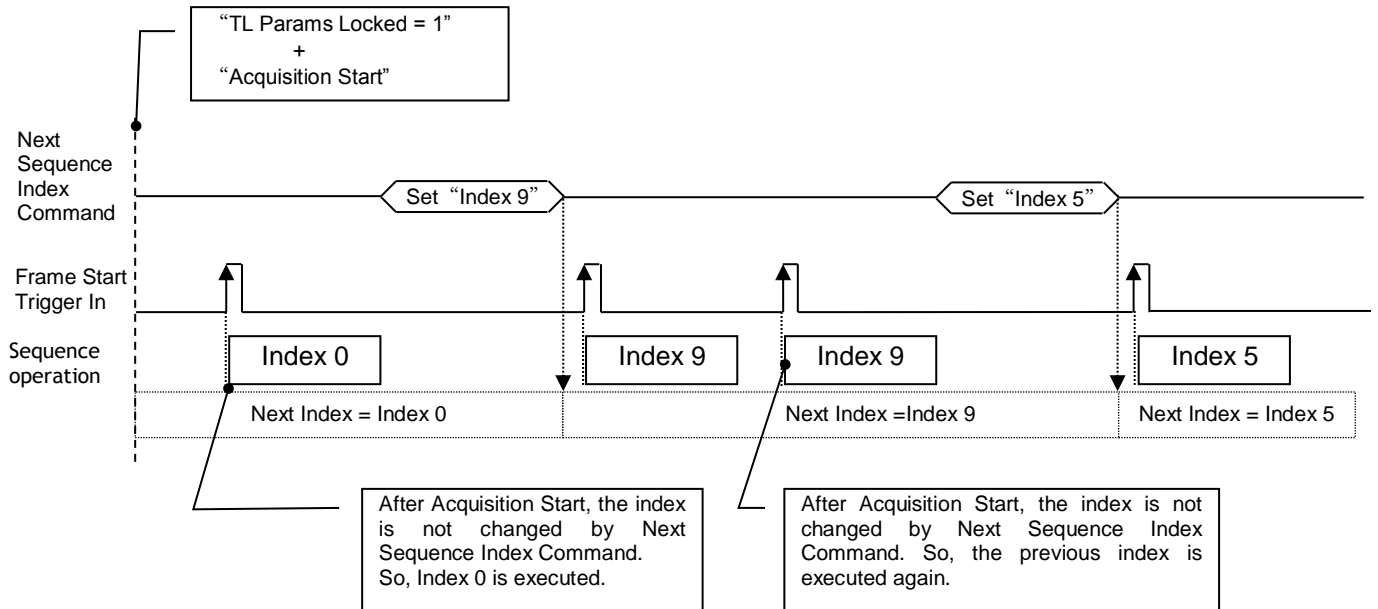 “TL Params Locked = 1”
+
“Acquisition Start”
Next
Sequence
Index
Command
Set “Index 9”
Set “Index 5”
Frame Start
Trigger In
Sequence
operation
Index 0
Index 9
Index 9
Index 5
Next Index = Index 0
Next Index =Index 9
Next Index = Index 5
After Acquisition Start, the index
is not changed by Next
Sequence Index Command.
So, Index 0 is executed.
After Acquisition Start, the index is not
changed by Next Sequence Index
Command. So, the previous index is
executed again.